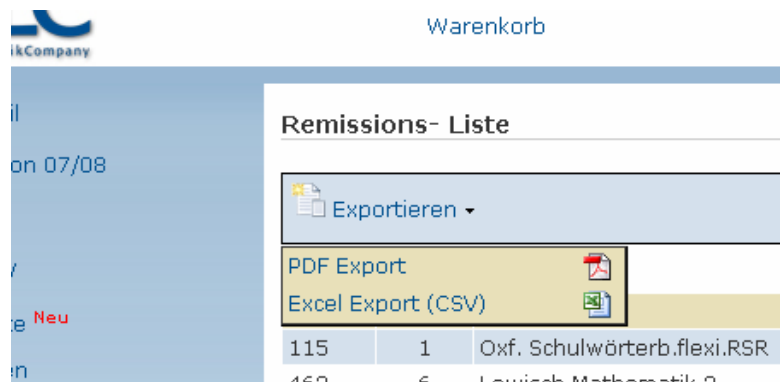 ikCompany
Warenkorb
il
on 07/08
Remissions- Liste
Exportieren
PDF Export
Excel Export (CSV)
e Neu
115 1 Oxf. Schulwörterb.flexi.RSR
en